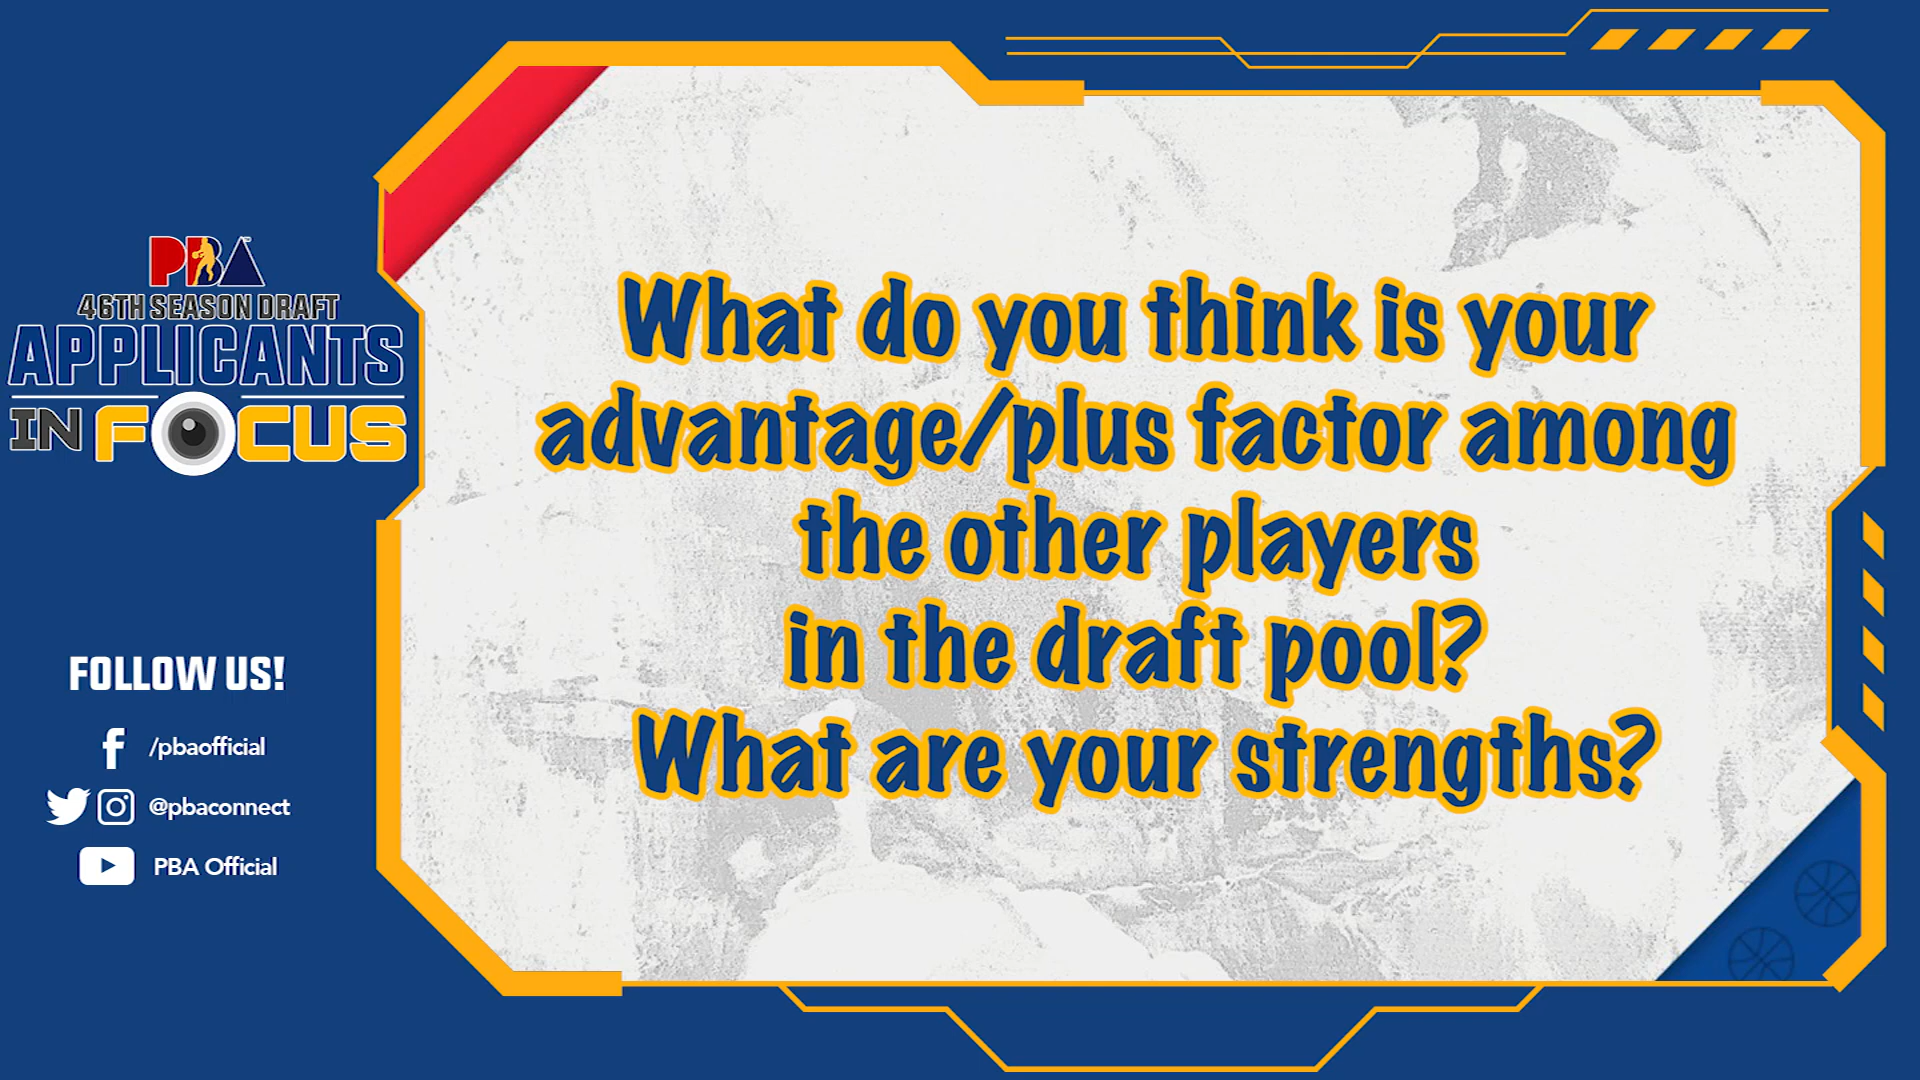 PBA
46TH SEASON DRAFT
APPLICANTS
IN FOCUS
FOLLOW US!
/pbaofficial
@pbaconnect
PBA Official
What do you think is your
advantage/plus factor among
the other players
in the draft pool?
What are your strengths?